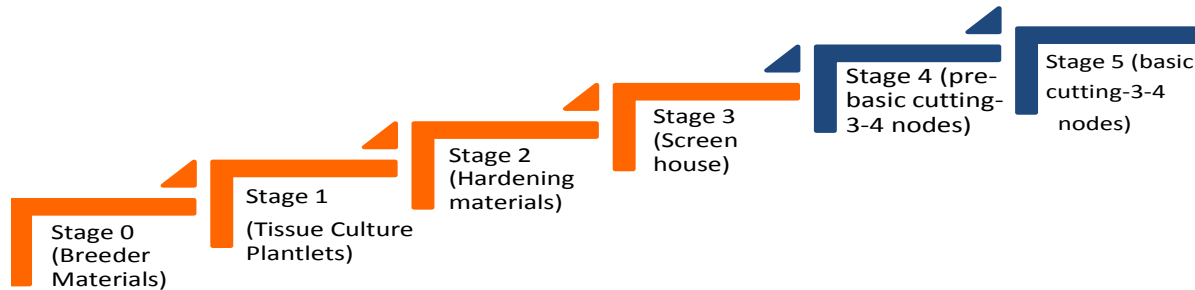 Stage 0
(Breeder
Materials)
Stage 1
(Tissue Culture
Plantlets)
Stage 2
(Hardening
materials)
Stage 3
(Screen
house)
Stage 4 (pre-
basic cutting-
3-4 nodes)
Stage 5 (basic
cutting-3-4
nodes)